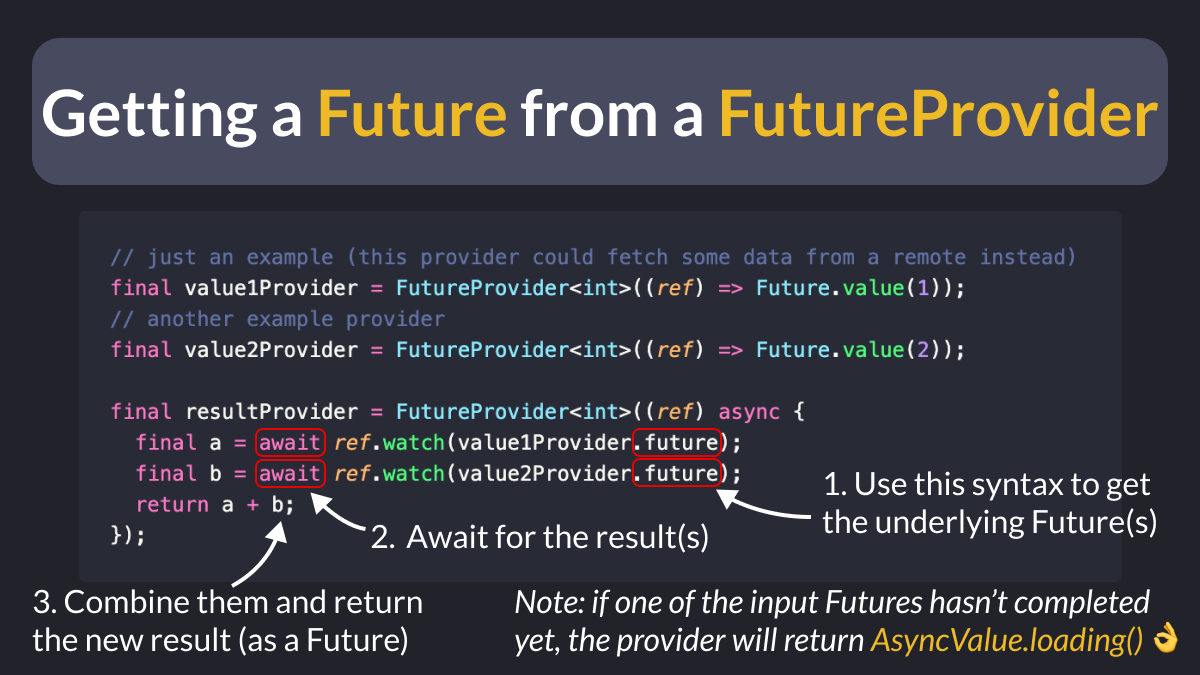 Getting a Future from a FutureProvider
// just an example (this provider could fetch some data from a remote instead)
final value1Provider = FutureProvider<int>((ref) => Future.value(1));
// another example provider
final value2Provider = FutureProvider<int>((ref) => Future.value(2));
final resultProvider = FutureProvider<int>((ref) async {
  final a = await ref.watch(value1Provider.future);
  final b = await ref.watch(value2Provider.future);
  return a + b;
});
1. Use this syntax to get
the underlying Future(s)
2. Await for the result(s)
3. Combine them and return
the new result (as a Future)
Note: if one of the input Futures hasn't completed
yet, the provider will return AsyncValue.loading() 👌